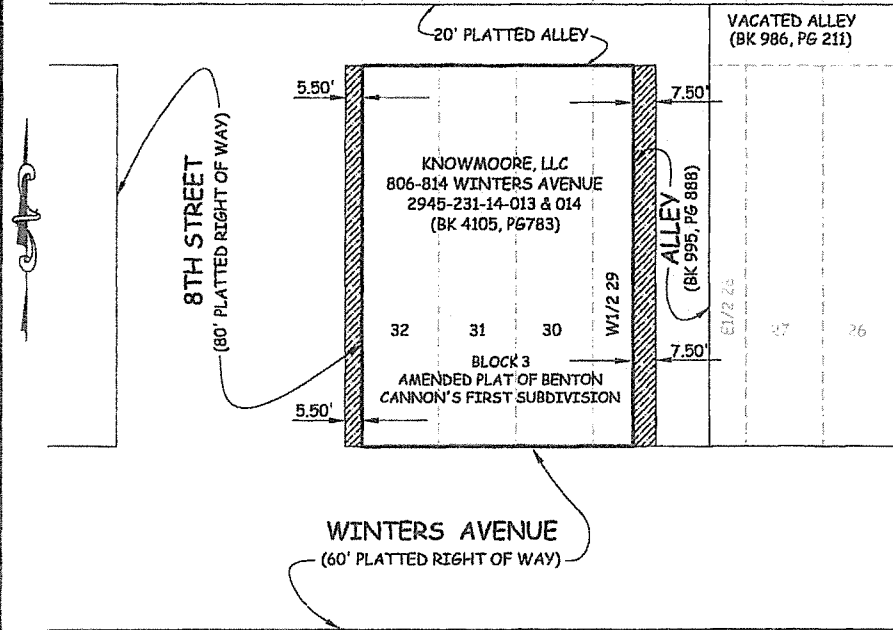 20' PLATTED ALLEY
VACATED ALLEY
(BK 986, PG 211)
5.50'
7.50'
8TH STREET
(80' PLATTED RIGHT OF WAY)
KNOWMOORE, LLC
806-814 WINTERS AVENUE
2945-231-14-013 & 014
(BK 4105, PG783)
ALLEY
(BK 995, PG 888)
32
31
30
W1/2 29
27
26
BLOCK 3
AMENDED PLAT OF BENTON
CANNON'S FIRST SUBDIVISION
5.50'
7.50'
WINTERS AVENUE
(60' PLATTED RIGHT OF WAY)